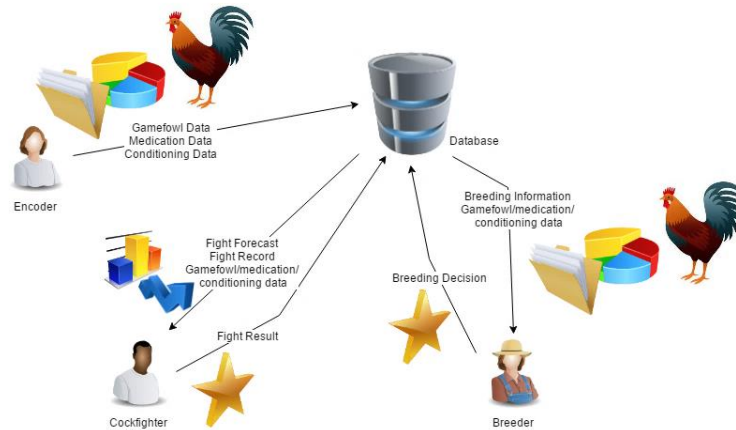 Gamefowl Data
Medication Data
Conditioning Data
Encoder
Database
Breeding Information
Gamefowl/medication/
conditioning data
Fight Forecast
Fight Record
Gamefowl/medication/
conditioning data
Breeding Decision
Fight Result
Cockfighter
Breeder